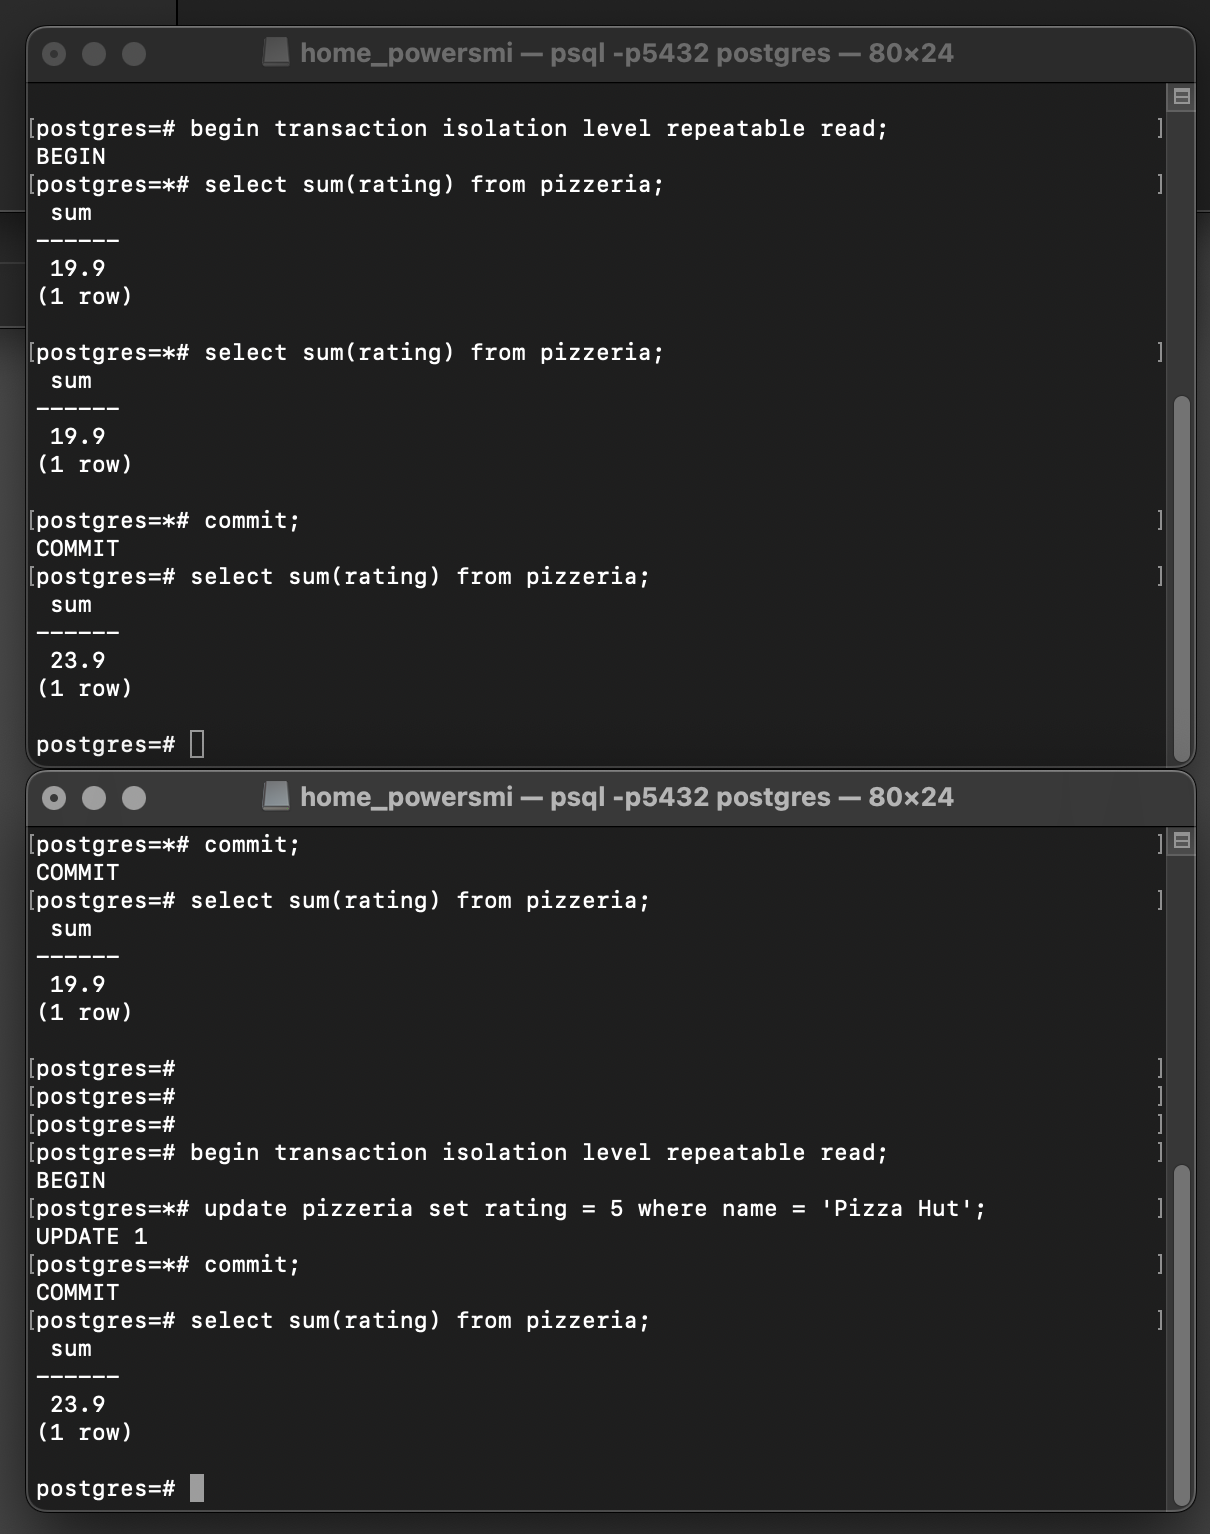 home_powersmi — psql -p5432 postgres — 80×24
[postgres=# begin transaction isolation level repeatable read; ]
BEGIN
[postgres=*# select sum(rating) from pizzeria; ]
sum
------
19.9
(1 row)
[postgres=*# select sum(rating) from pizzeria; ]
sum
------
19.9
(1 row)
[postgres=*# commit; ]
COMMIT
[postgres=# select sum(rating) from pizzeria; ]
sum
------
23.9
(1 row)
postgres=#
home_powersmi — psql -p5432 postgres — 80×24
[postgres=*# commit; ]
COMMIT
[postgres=# select sum(rating) from pizzeria; ]
sum
------
19.9
(1 row)
[postgres=# ]
[postgres=# ]
[postgres=# ]
[postgres=# begin transaction isolation level repeatable read; ]
BEGIN
[postgres=*# update pizzeria set rating = 5 where name = 'Pizza Hut'; ]
UPDATE 1
[postgres=*# commit; ]
COMMIT
[postgres=# select sum(rating) from pizzeria; ]
sum
------
23.9
(1 row)
postgres=#